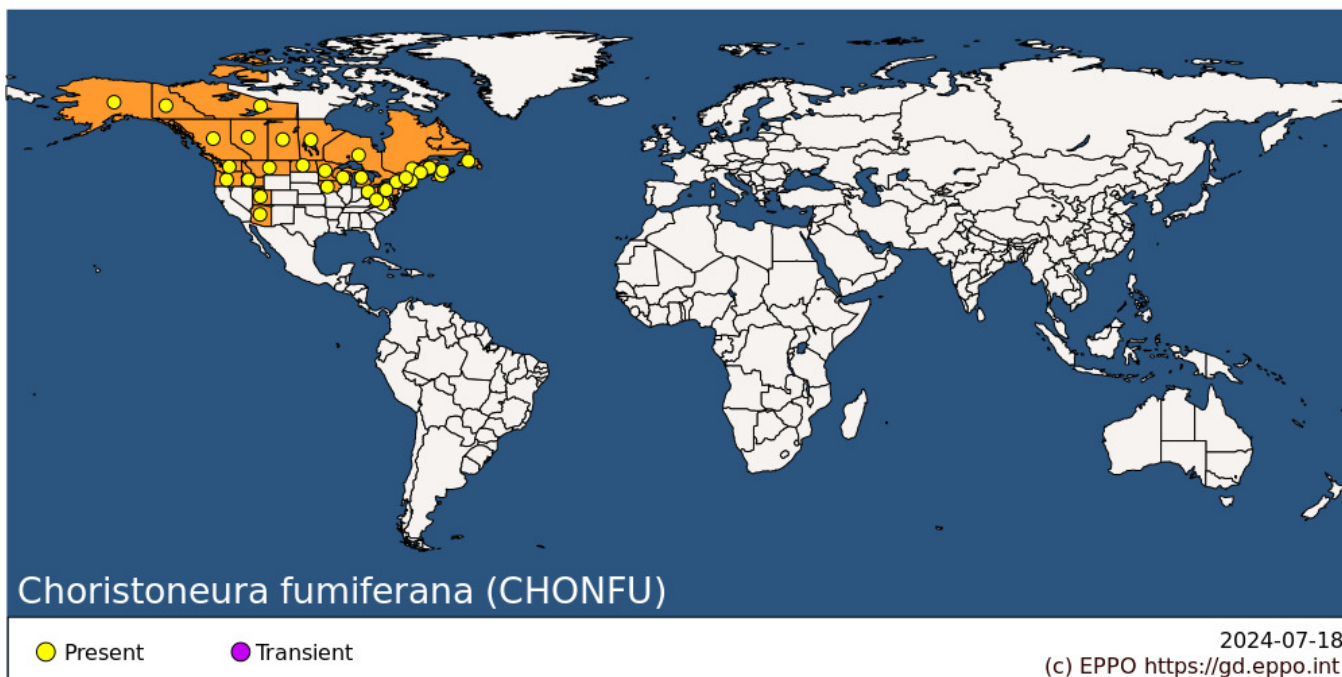 Choristoneura fumiferana (CHONFU)
Present
Transient
2024-07-18
(c) EPPO https://gd.eppo.int